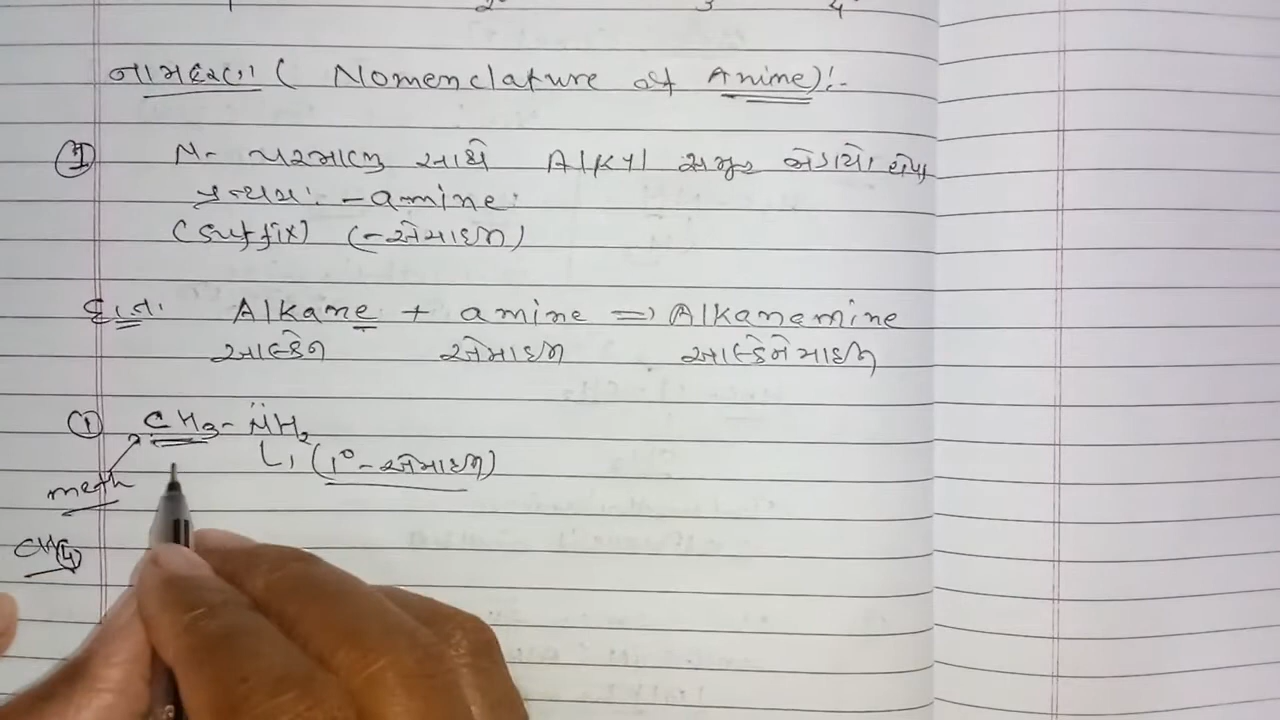 નામકરણ ( Nomenclature of Amine):-
I N- પરમાણુ સાથે Alkyl સમૂહ જોડાયેલો હોય
પ્રત્યય: -amine:
(suffix) (-એમાઇન)
દા.ત. Alkane + amine => Alkanamine
આલ્કેન એમાઇન આલ્કેનેમાઇન
① CH3-N̈H2
(1°-એમાઇન)
meth
CH4